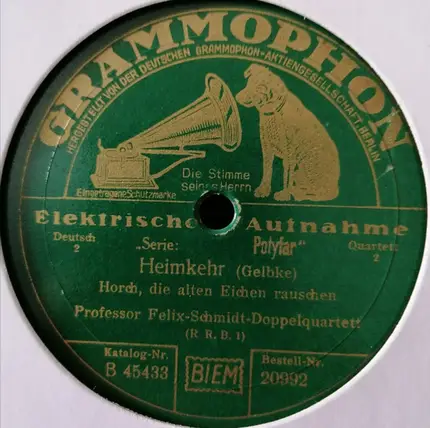 GRAMMOPHON
HERGESTELLT VON DER DEUTSCHEN GRAMMOPHON-AKTIENGESELLSCHAFT, BERLIN
Die Stimme
seines Herrn
Eingetragene Schutzmarke
Elektrische Aufnahme
Deutsch „Serie: Polyfar" Quartett
2 2
Heimkehr (Gelbke)
Horch, die alten Eichen rauschen
Professor Felix-Schmidt-Doppelquartett
(R R. B. 1)
Katalog-Nr. Bestell-Nr.
B 45433 BIEM 20992